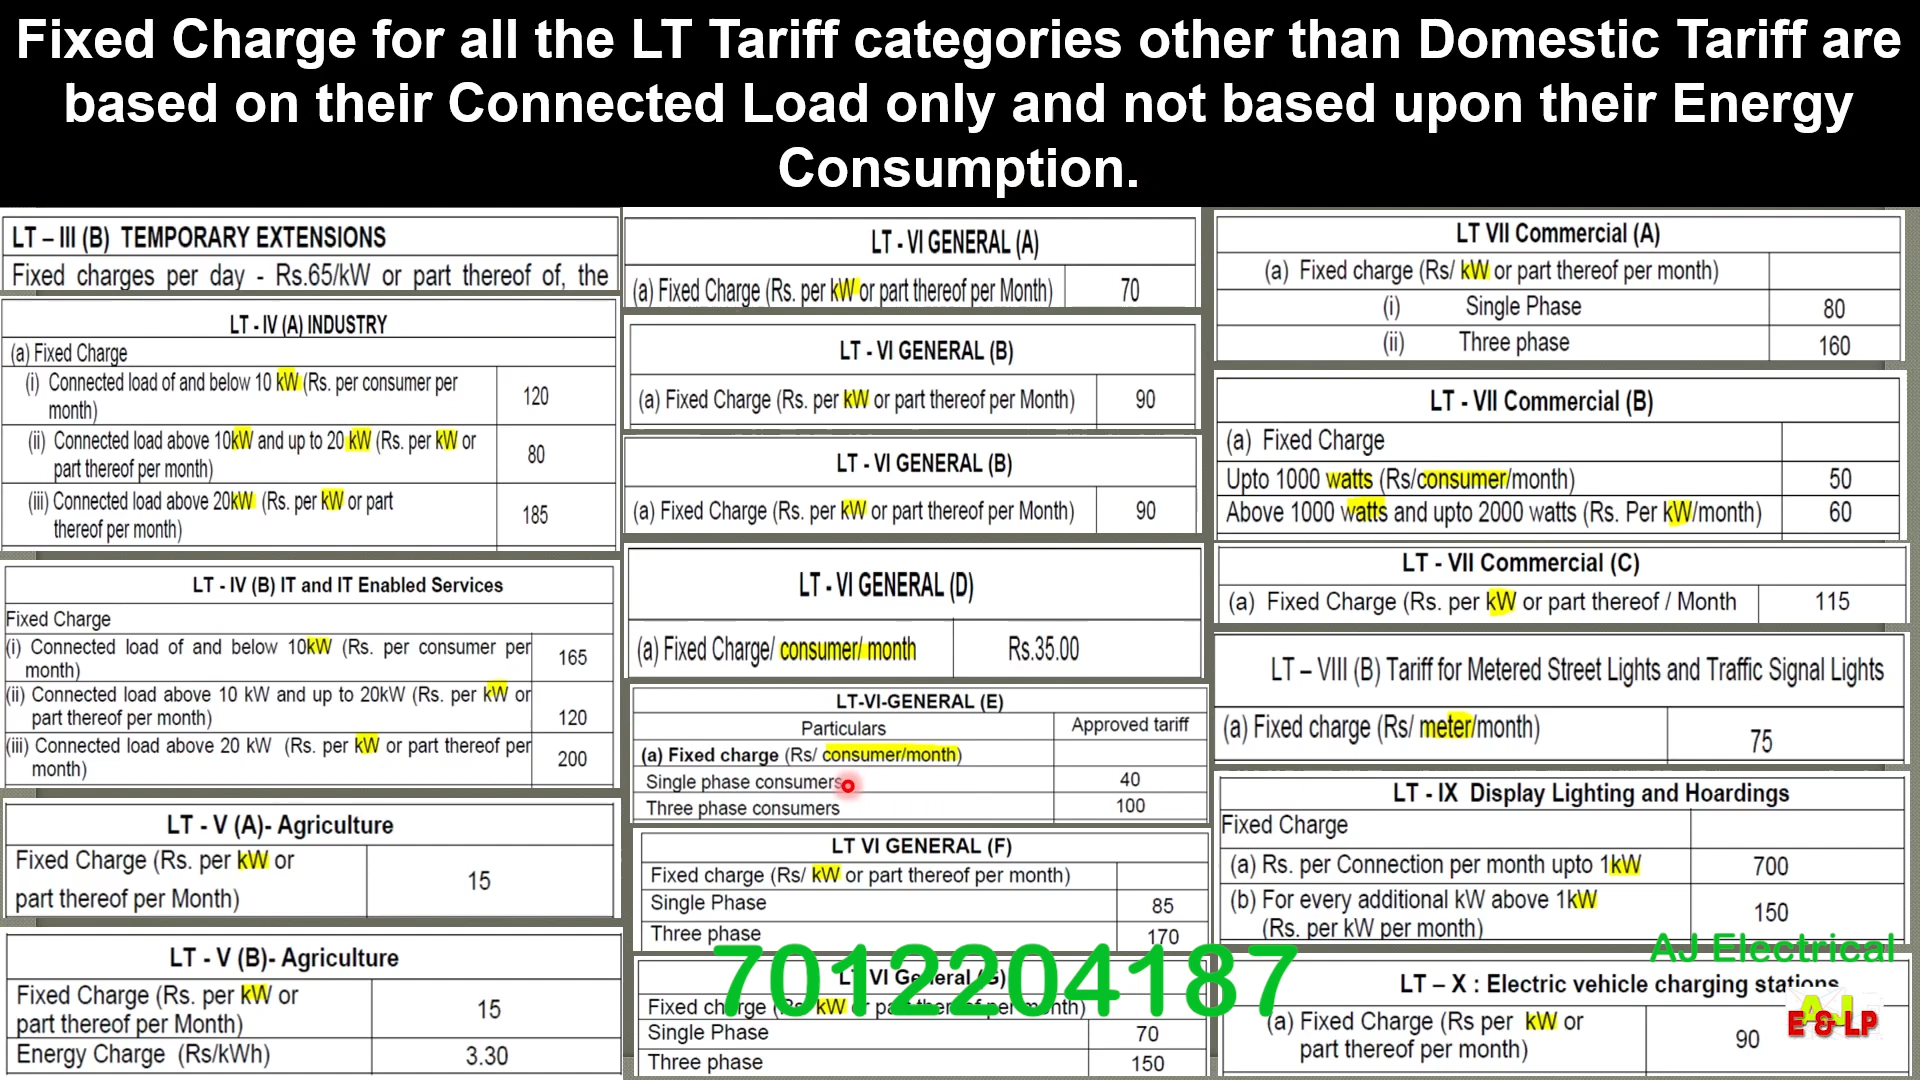 Fixed Charge for all the LT Tariff categories other than Domestic Tariff are
based on their Connected Load only and not based upon their Energy
Consumption.
LT – III (B) TEMPORARY EXTENSIONS
Fixed charges per day - Rs.65/kW or part thereof of, the
LT - IV (A) INDUSTRY
(a) Fixed Charge
(i) Connected load of and below 10 kW (Rs. per consumer per
month)
120
(ii) Connected load above 10kW and up to 20 kW (Rs. per kW or
part thereof per month)
80
(iii) Connected load above 20kW (Rs. per kW or part
thereof per month)
185
LT - IV (B) IT and IT Enabled Services
Fixed Charge
(i) Connected load of and below 10kW (Rs. per consumer per
month)
165
(ii) Connected load above 10 kW and up to 20kW (Rs. per kW or
part thereof per month)
120
(iii) Connected load above 20 kW (Rs. per kW or part thereof per
month)
200
LT - V (A)- Agriculture
Fixed Charge (Rs. per kW or
part thereof per Month)
15
LT - V (B)- Agriculture
Fixed Charge (Rs. per kW or
part thereof per Month)
15
Energy Charge (Rs/kWh) 3.30
LT - VI GENERAL (A)
(a) Fixed Charge (Rs. per kW or part thereof per Month) 70
LT - VI GENERAL (B)
(a) Fixed Charge (Rs. per kW or part thereof per Month) 90
LT - VI GENERAL (B)
(a) Fixed Charge (Rs. per kW or part thereof per Month) 90
LT - VI GENERAL (D)
(a) Fixed Charge/ consumer/ month Rs.35.00
LT-VI-GENERAL (E)
Particulars Approved tariff
(a) Fixed charge (Rs/ consumer/month)
Single phase consumers 40
Three phase consumers 100
LT VI GENERAL (F)
Fixed charge (Rs/ kW or part thereof per month)
Single Phase 85
Three phase 170
LT VI General (G)
Fixed charge (Rs/ kW or part thereof per month)
Single Phase 70
Three phase 150
7012204187
LT VII Commercial (A)
(a) Fixed charge (Rs/ kW or part thereof per month)
(i) Single Phase 80
(ii) Three phase 160
LT - VII Commercial (B)
(a) Fixed Charge
Upto 1000 watts (Rs/consumer/month) 50
Above 1000 watts and upto 2000 watts (Rs. Per kW/month) 60
LT - VII Commercial (C)
(a) Fixed Charge (Rs. per kW or part thereof / Month 115
LT – VIII (B) Tariff for Metered Street Lights and Traffic Signal Lights
(a) Fixed charge (Rs/ meter/month) 75
LT - IX Display Lighting and Hoardings
Fixed Charge
(a) Rs. per Connection per month upto 1kW 700
(b) For every additional kW above 1kW
(Rs. per kW per month)
150
AJ Electrical
LT – X : Electric vehicle charging stations
(a) Fixed Charge (Rs per kW or
part thereof per month)
90
AJ
E & LP